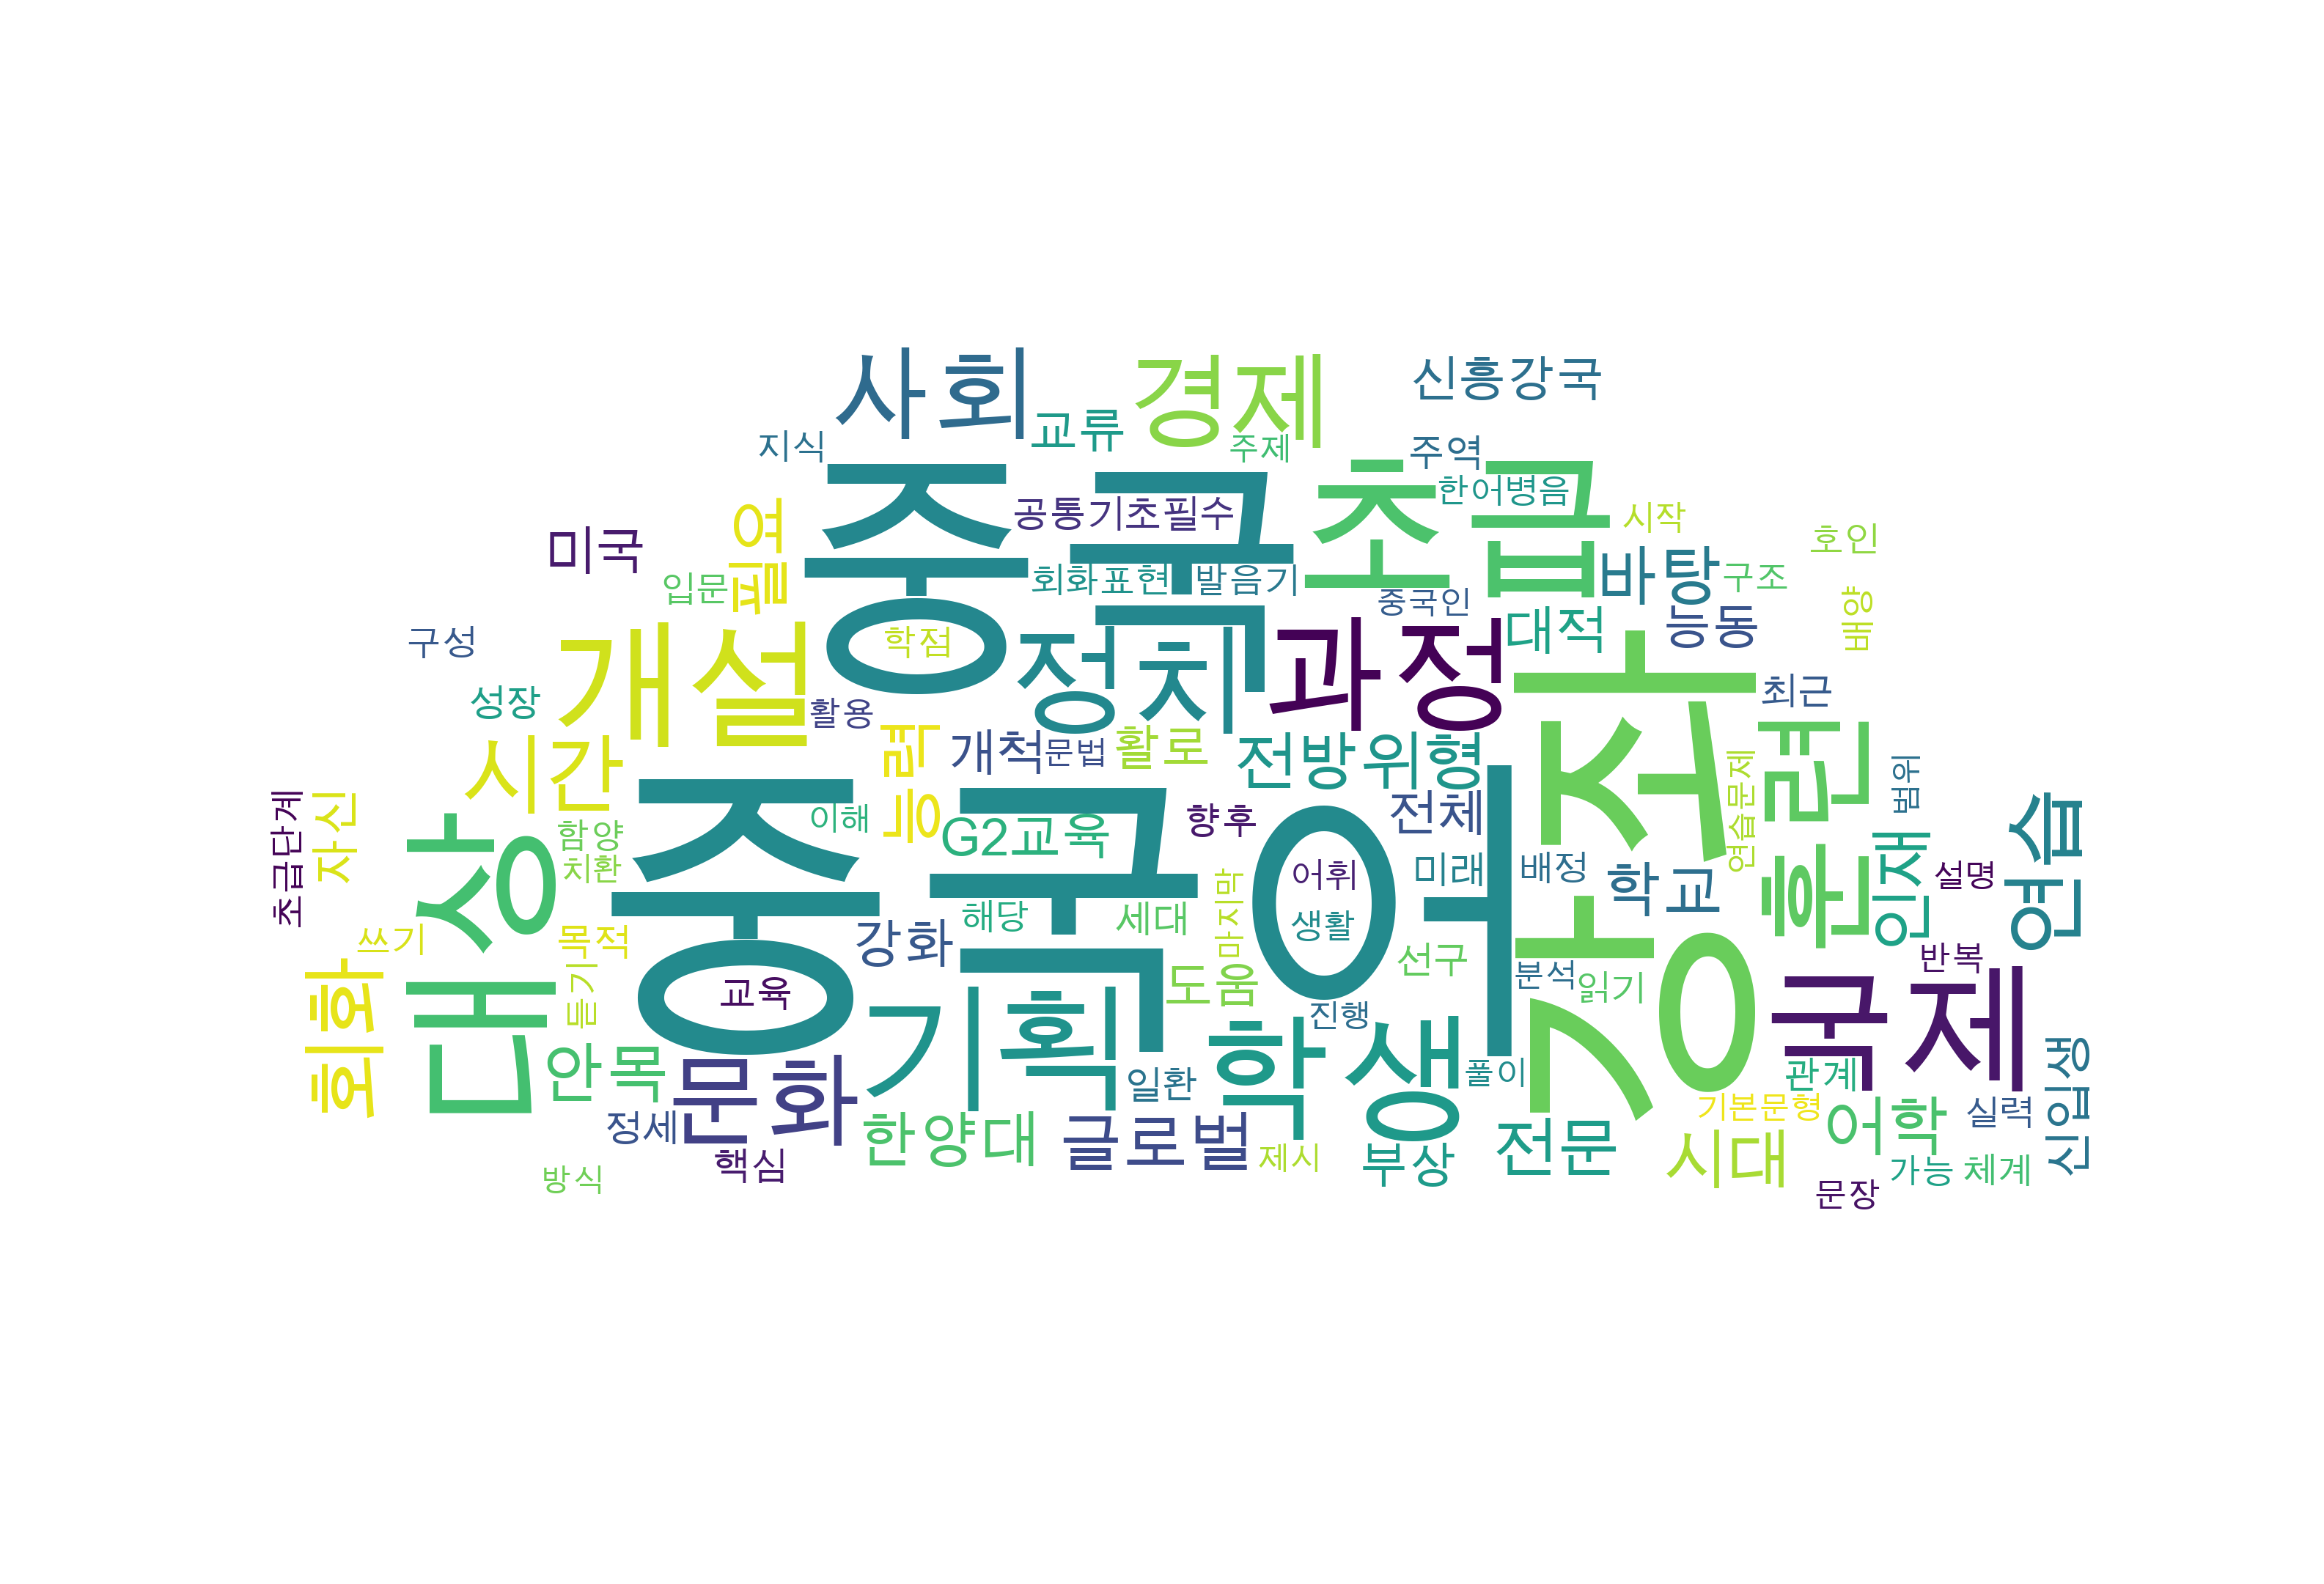 사회
경제
신흥강국
교류
지식
주제
주역
중국
초급
한어병음
공통기초필수
시작
미국
필요
호인
바탕
회화표현
발음기
구조
입문
중국인
배양
대적
능동
구성
학점
개설
정치
과정
강조
최근
성장
활용
시간
능력
개척
문법
활로
전방위형
훈련
연습문제
범위
초급단계
자신
대상
함양
이해
중국어
G2교육
향후
전체
치환
어휘
미래
배정
학교
인재
설명
연습
쓰기
목적
강화
해당
세대
마지막
생활
선구
반복
회화
듣기
교육
도움
분석
읽기
국제
안목
기획
진행
학생
풀이
관계
신입생
문화
일환
기본문형
어학
실력
정세
한양대
글로벌
제시
부상
전문
시대
핵심
방식
가능
체계
문장